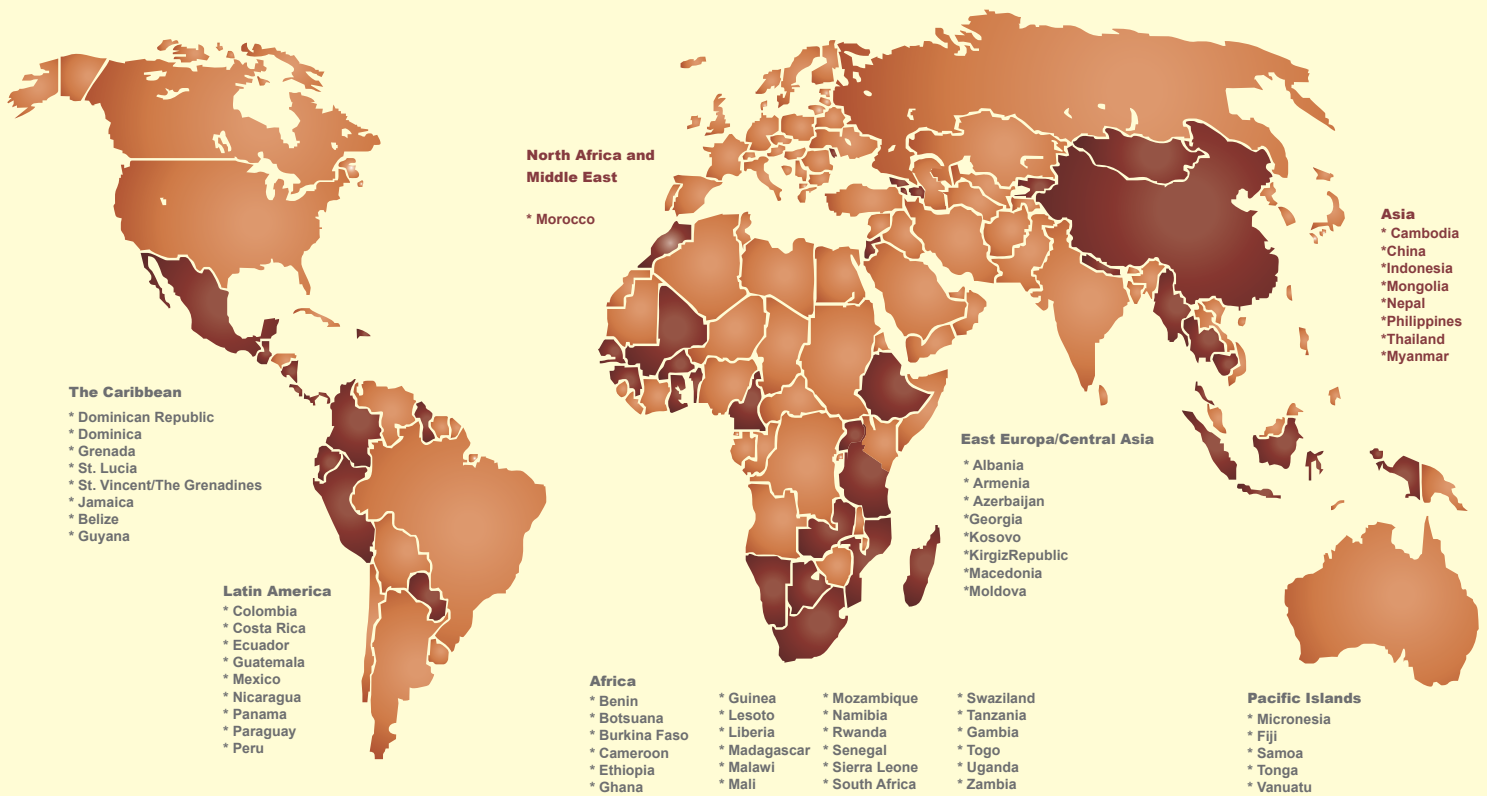 North Africa and
Middle East
* Morocco
Asia
* Cambodia
*China
*Indonesia
*Mongolia
*Nepal
*Philippines
*Thailand
*Myanmar
The Caribbean
* Dominican Republic
* Dominica
* Grenada
* St. Lucia
* St. Vincent/The Grenadines
* Jamaica
* Belize
* Guyana
East Europa/Central Asia
* Albania
* Armenia
* Azerbaijan
*Georgia
*Kosovo
*KirgizRepublic
*Macedonia
*Moldova
Latin America
* Colombia
* Costa Rica
* Ecuador
* Guatemala
* Mexico
* Nicaragua
* Panama
* Paraguay
* Peru
Africa
* Benin
* Botsuana
* Burkina Faso
* Cameroon
* Ethiopia
* Ghana
* Guinea
* Lesoto
* Liberia
* Madagascar
* Malawi
* Mali
* Mozambique
* Namibia
* Rwanda
* Senegal
* Sierra Leone
* South Africa
* Swaziland
* Tanzania
* Gambia
* Togo
* Uganda
* Zambia
Pacific Islands
* Micronesia
* Fiji
* Samoa
* Tonga
* Vanuatu